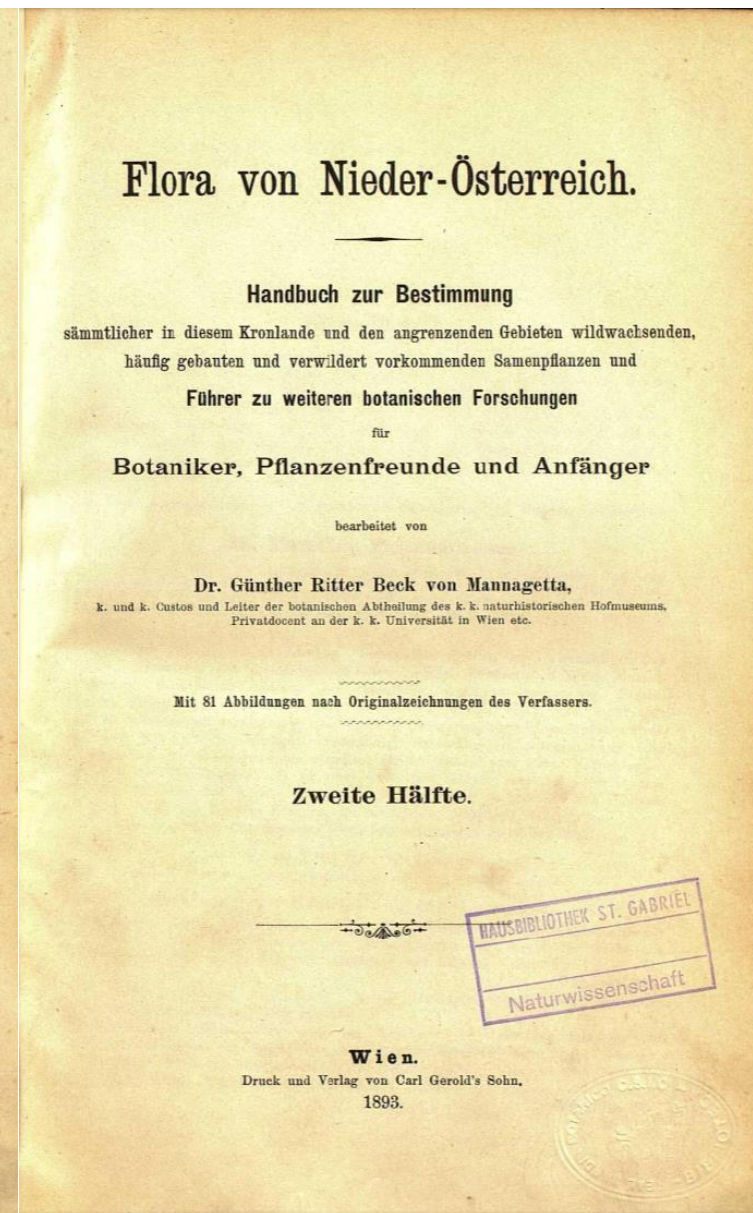 Flora von Nieder-Österreich.
Handbuch zur Bestimmung
sämmtlicher in diesem Kronlande und den angrenzenden Gebieten wildwachsenden,
häufig gebauten und verwildert vorkommenden Samenpflanzen und
Führer zu weiteren botanischen Forschungen
für
Botaniker, Pflanzenfreunde und Anfänger
bearbeitet von
Dr. Günther Ritter Beck von Mannagetta,
k. und k. Custos und Leiter der botanischen Abtheilung des k. k. naturhistorischen Hofmuseums,
Privatdocent an der k. k. Universität in Wien etc.
Mit 81 Abbildungen nach Originalzeichnungen des Verfassers.
Zweite Hälfte.
HAUSBIBLIOTHEK ST. GABRIEL
Naturwissenschaft
Wien.
Druck und Verlag von Carl Gerold's Sohn.
1893.